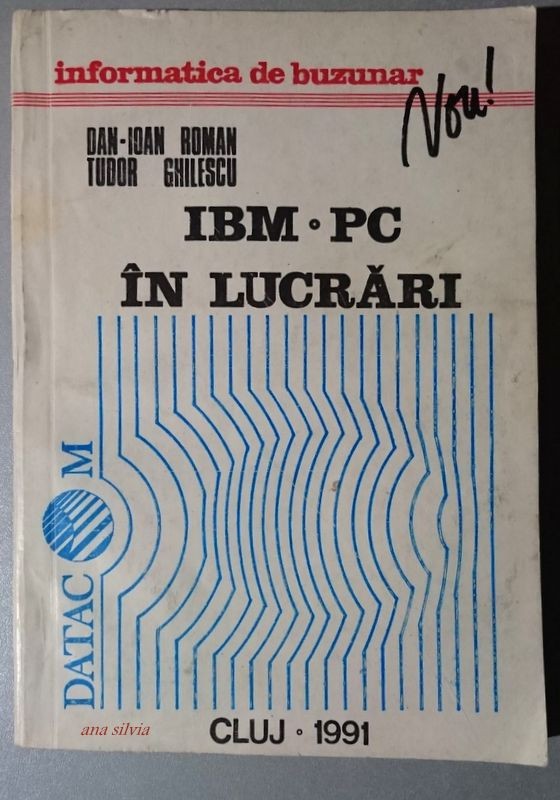 informatica de buzunar
Nou!
DAN-IOAN ROMAN
TUDOR GHILESCU
IBM • PC
ÎN LUCRĂRI
DATACOM
ana silvia
CLUJ • 1991